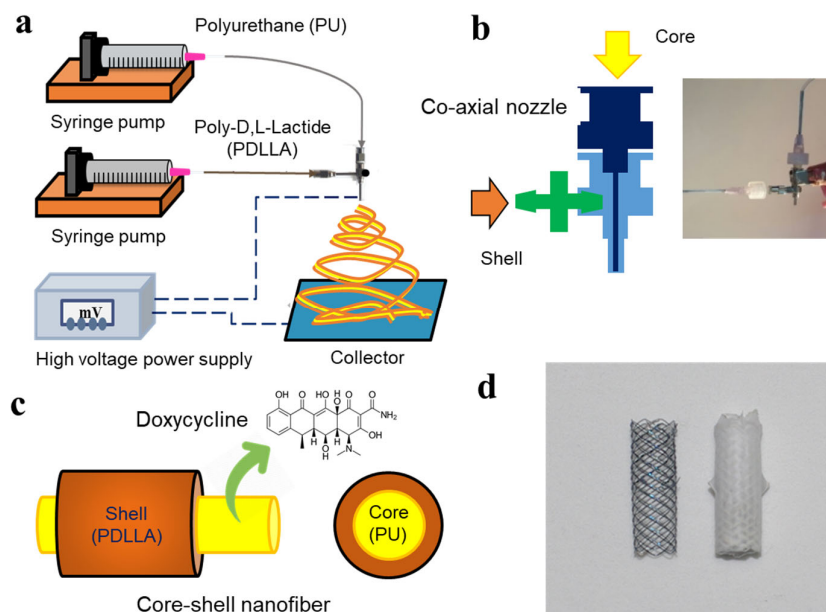 a
Polyurethane (PU)
Syringe pump
Poly-D,L-Lactide
(PDLLA)
Syringe pump
mV
High voltage power supply
Collector
b
Core
Co-axial nozzle
Shell
c
Doxycycline
OH O OH O O
OH
NH₂
H H
OH
OH
N
Shell
(PDLLA)
Core
(PU)
Core-shell nanofiber
d